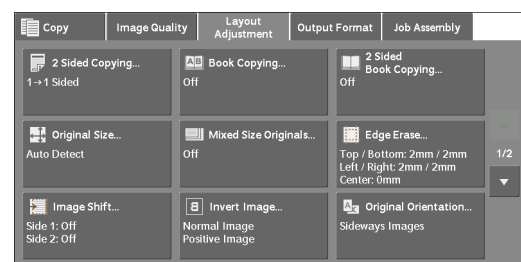 Copy
Image Quality
Layout
Adjustment
Output Format
Job Assembly
2 Sided Copying...
1→1 Sided
Book Copying...
Off
2 Sided
Book Copying...
Off
Original Size...
Auto Detect
Mixed Size Originals...
Off
Edge Erase...
Top / Bottom: 2mm / 2mm
Left / Right: 2mm / 2mm
Center: 0mm
1/2
Image Shift...
Side 1: Off
Side 2: Off
Invert Image...
Normal Image
Positive Image
Original Orientation...
Sideways Images